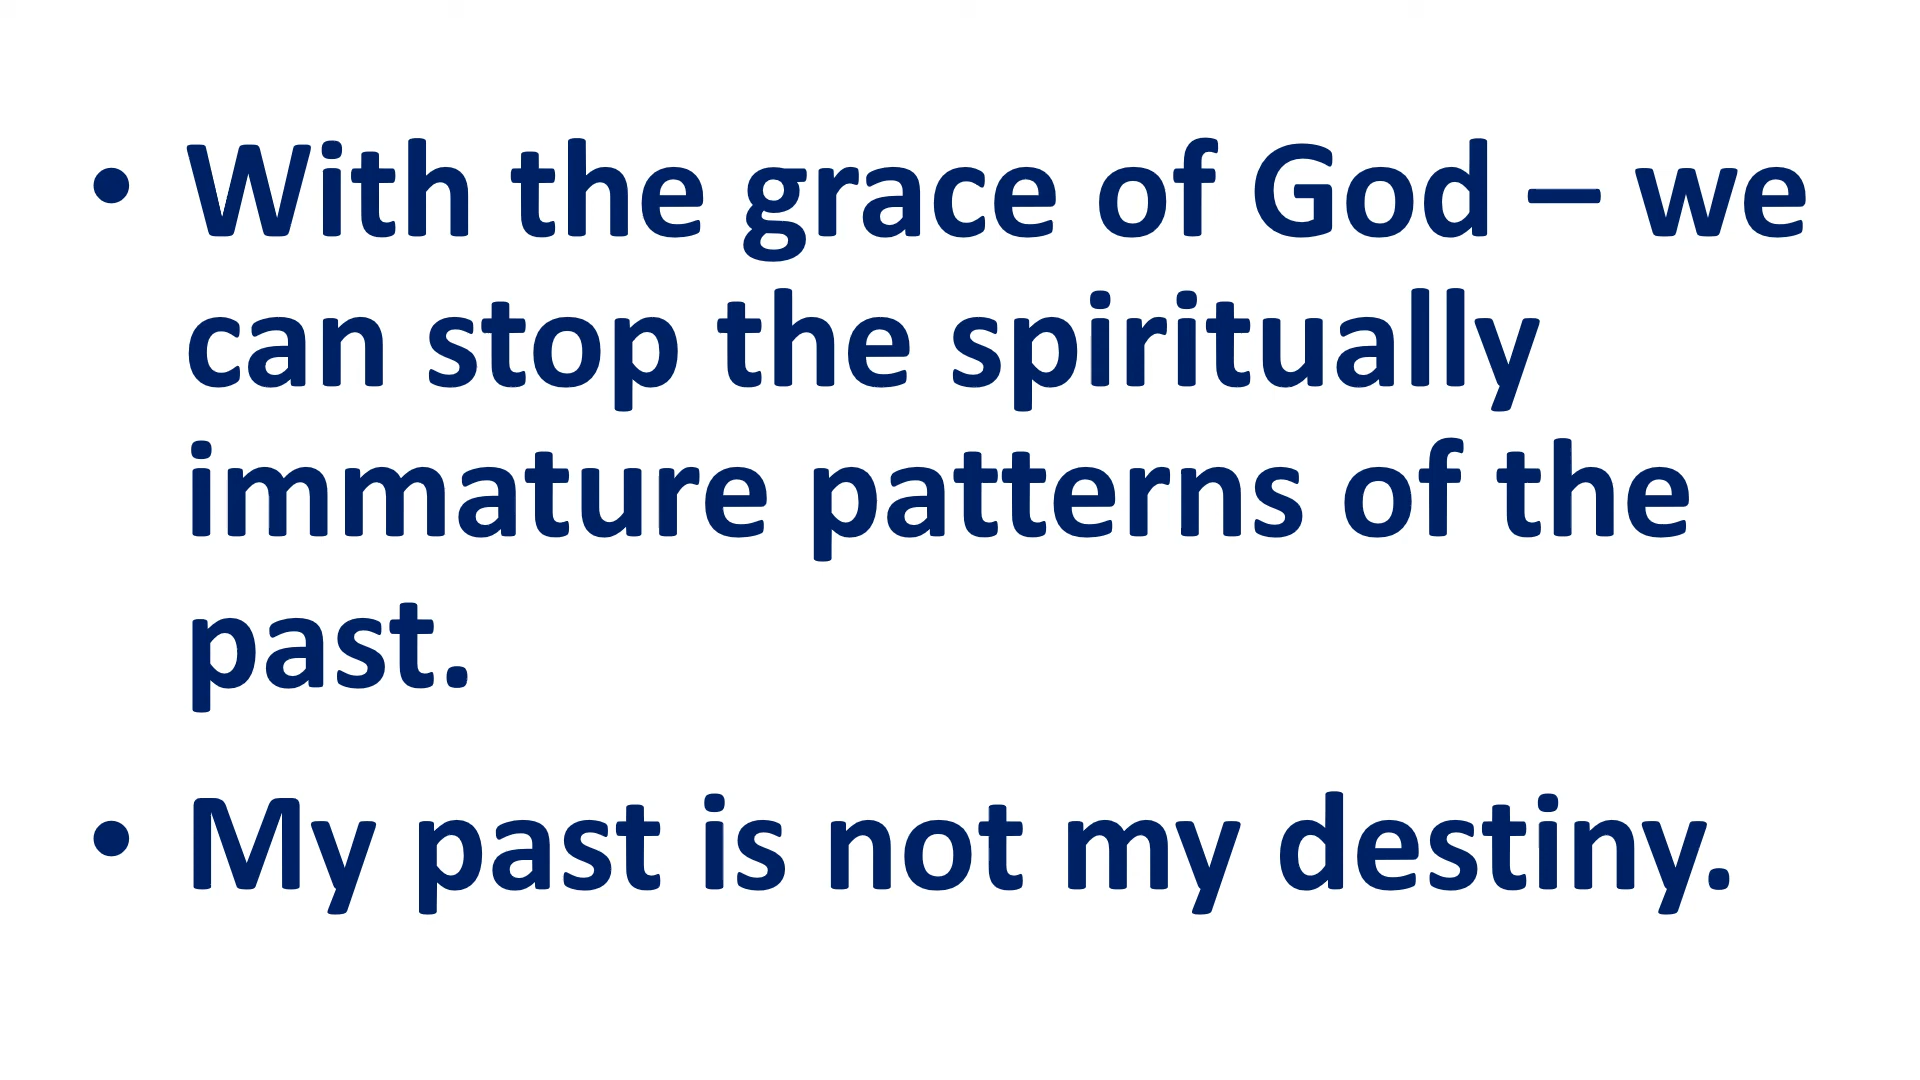 • With the grace of God – we
can stop the spiritually
immature patterns of the
past.
• My past is not my destiny.